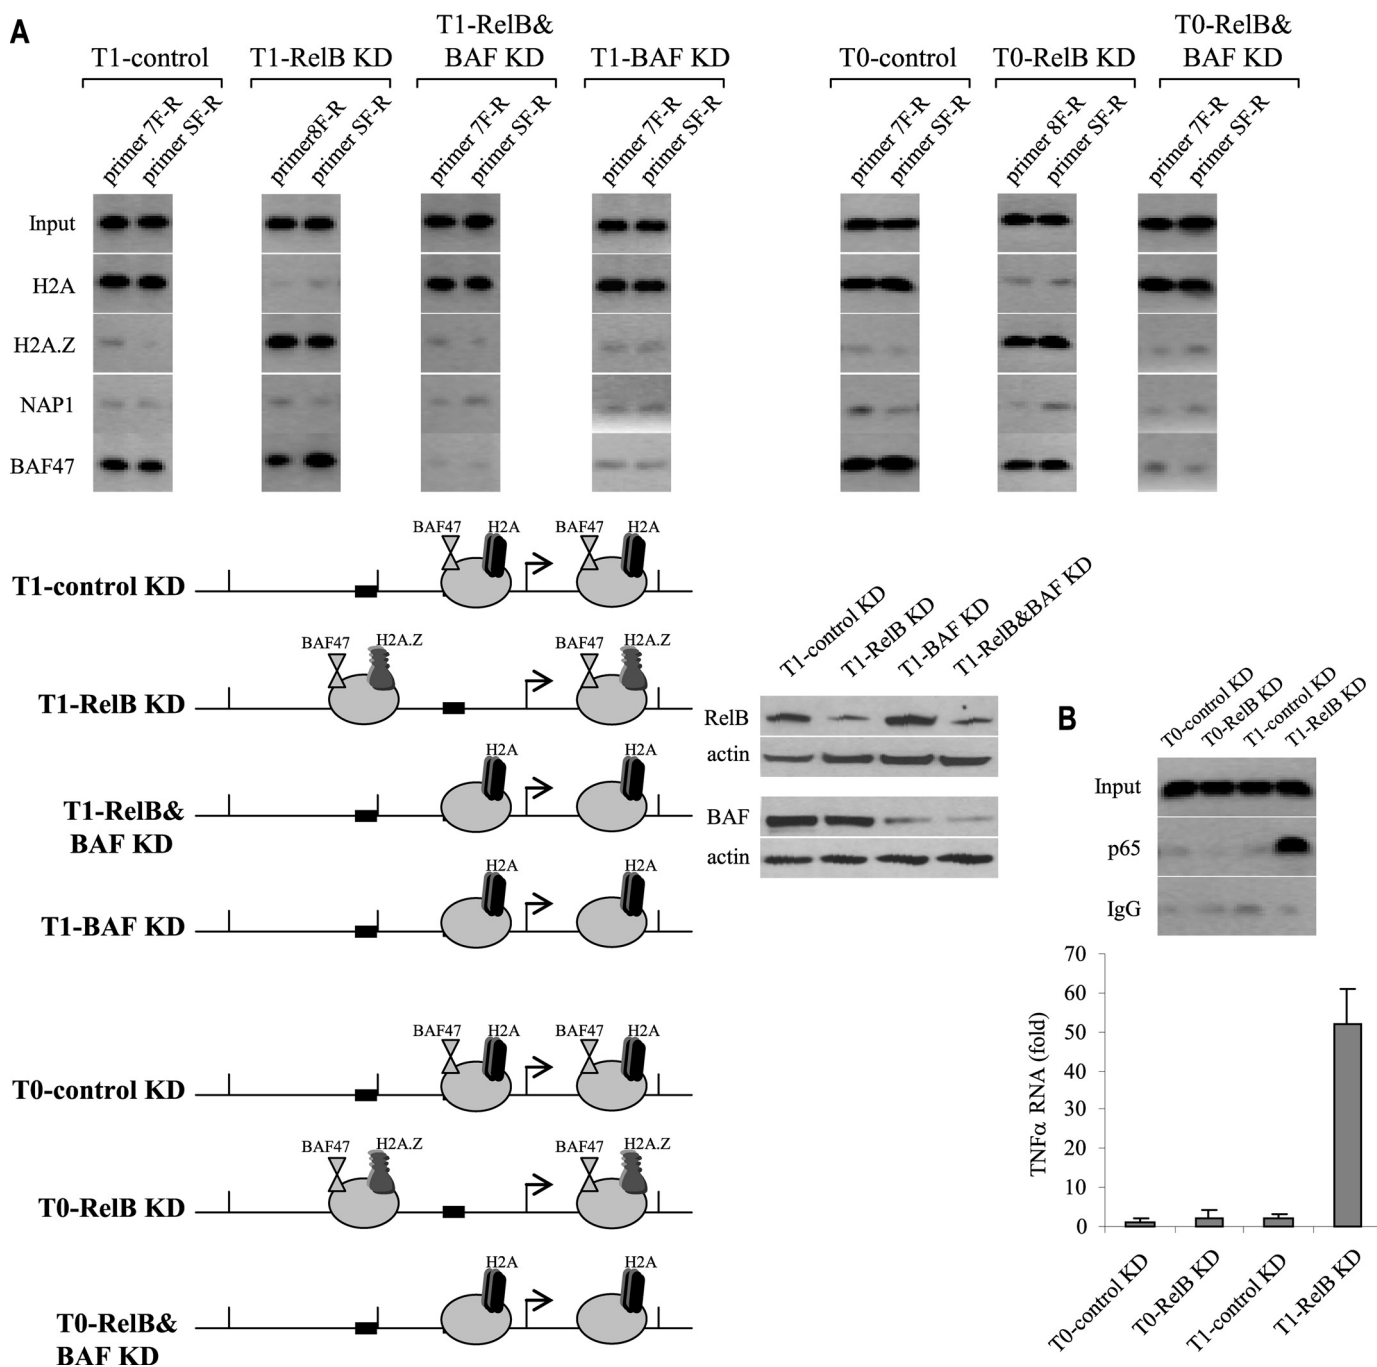 A
T1-control
T1-RelB KD
T1-RelB&
BAF KD
T1-BAF KD
T0-control
T0-RelB KD
T0-RelB&
BAF KD
primer 7F-R
primer SF-R
primer8F-R
primer SF-R
primer 7F-R
primer SF-R
primer 7F-R
primer SF-R
primer 7F-R
primer SF-R
primer 8F-R
primer SF-R
primer 7F-R
primer SF-R
Input
H2A
H2A.Z
NAP1
BAF47
BAF47 H2A BAF47 H2A
T1-control KD
BAF47 H2A.Z BAF47 H2A.Z
T1-RelB KD
H2A H2A
T1-RelB&
BAF KD
H2A H2A
T1-BAF KD
BAF47 H2A BAF47 H2A
T0-control KD
BAF47 H2A.Z BAF47 H2A.Z
T0-RelB KD
H2A H2A
T0-RelB&
BAF KD
T1-control KD
T1-RelB KD
T1-BAF KD
T1-RelB&BAF KD
RelB
actin
BAF
actin
B
T0-control KD
T0-RelB KD
T1-control KD
T1-RelB KD
Input
p65
IgG
TNFα RNA (fold)
70
60
50
40
30
20
10
0
T0-control KD
T0-RelB KD
T1-control KD
T1-RelB KD